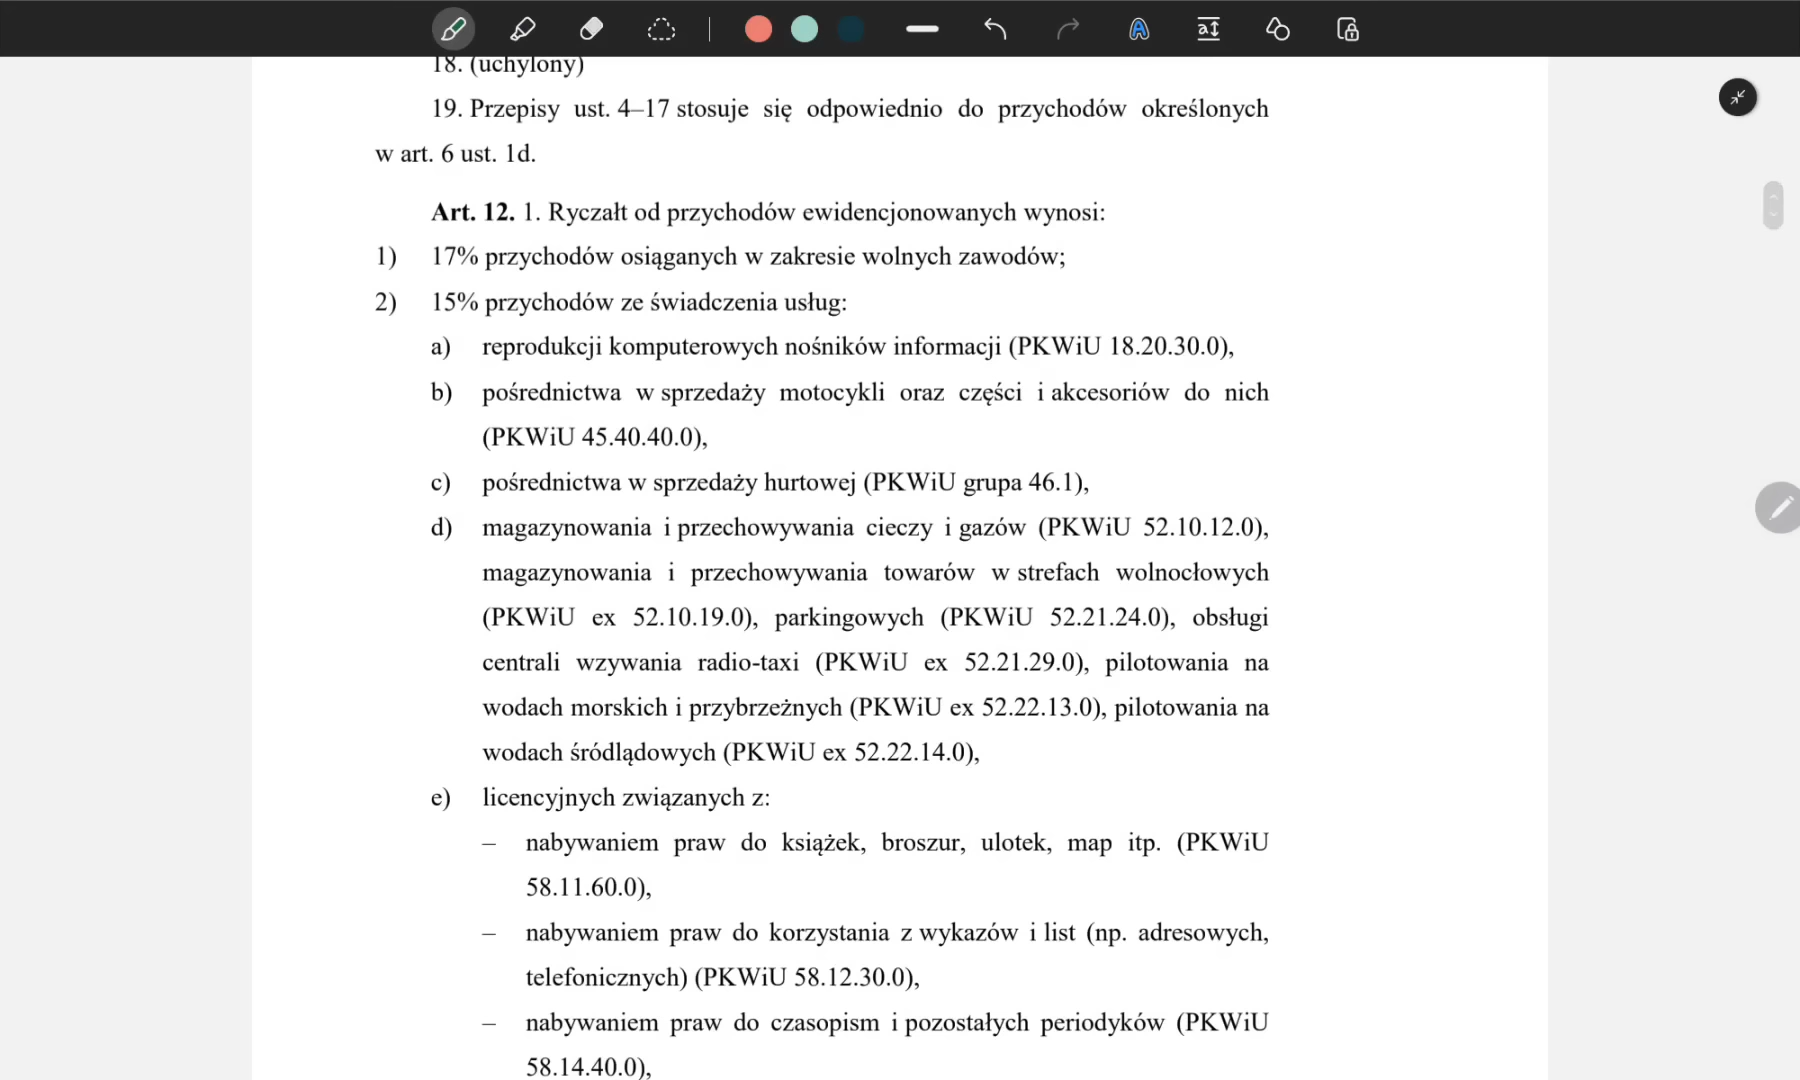 18. (uchylony)
19. Przepisy ust. 4–17 stosuje się odpowiednio do przychodów określonych
w art. 6 ust. 1d.
Art. 12. 1. Ryczałt od przychodów ewidencjonowanych wynosi:
1) 17% przychodów osiąganych w zakresie wolnych zawodów;
2) 15% przychodów ze świadczenia usług:
a) reprodukcji komputerowych nośników informacji (PKWiU 18.20.30.0),
b) pośrednictwa w sprzedaży motocykli oraz części i akcesoriów do nich
(PKWiU 45.40.40.0),
c) pośrednictwa w sprzedaży hurtowej (PKWiU grupa 46.1),
d) magazynowania i przechowywania cieczy i gazów (PKWiU 52.10.12.0),
magazynowania i przechowywania towarów w strefach wolnocłowych
(PKWiU ex 52.10.19.0), parkingowych (PKWiU 52.21.24.0), obsługi
centrali wzywania radio-taxi (PKWiU ex 52.21.29.0), pilotowania na
wodach morskich i przybrzeżnych (PKWiU ex 52.22.13.0), pilotowania na
wodach śródlądowych (PKWiU ex 52.22.14.0),
e) licencyjnych związanych z:
– nabywaniem praw do książek, broszur, ulotek, map itp. (PKWiU
58.11.60.0),
– nabywaniem praw do korzystania z wykazów i list (np. adresowych,
telefonicznych) (PKWiU 58.12.30.0),
– nabywaniem praw do czasopism i pozostałych periodyków (PKWiU
58.14.40.0),